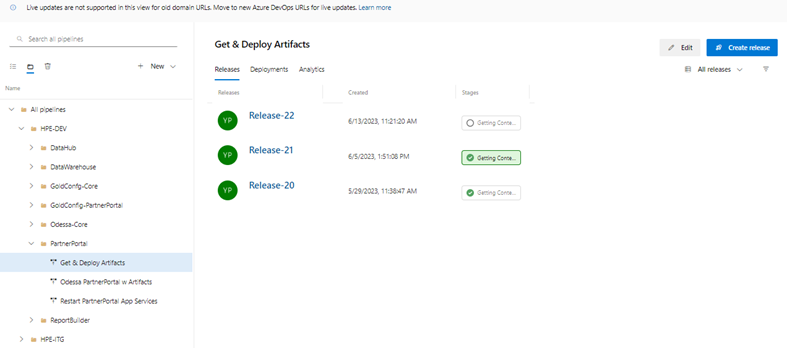 Live updates are not supported in this view for old domain URLs. Move to new Azure DevOps URLs for live updates. Learn more
Search all pipelines
New
Name
All pipelines
HPE-DEV
DataHub
DataWarehouse
GoldConfg-Core
GoldConfig-PartnerPortal
Odessa-Core
PartnerPortal
Get & Deploy Artifacts
Odessa PartnerPortal w Artifacts
Restart PartnerPortal App Services
ReportBuilder
HPE-ITG
Get & Deploy Artifacts
Edit
Create release
Releases Deployments Analytics
All releases
Releases Created Stages
YP Release-22 6/13/2023, 11:21:20 AM Getting Conte...
YP Release-21 6/5/2023, 1:51:08 PM Getting Conte...
YP Release-20 5/29/2023, 11:38:47 AM Getting Conte...